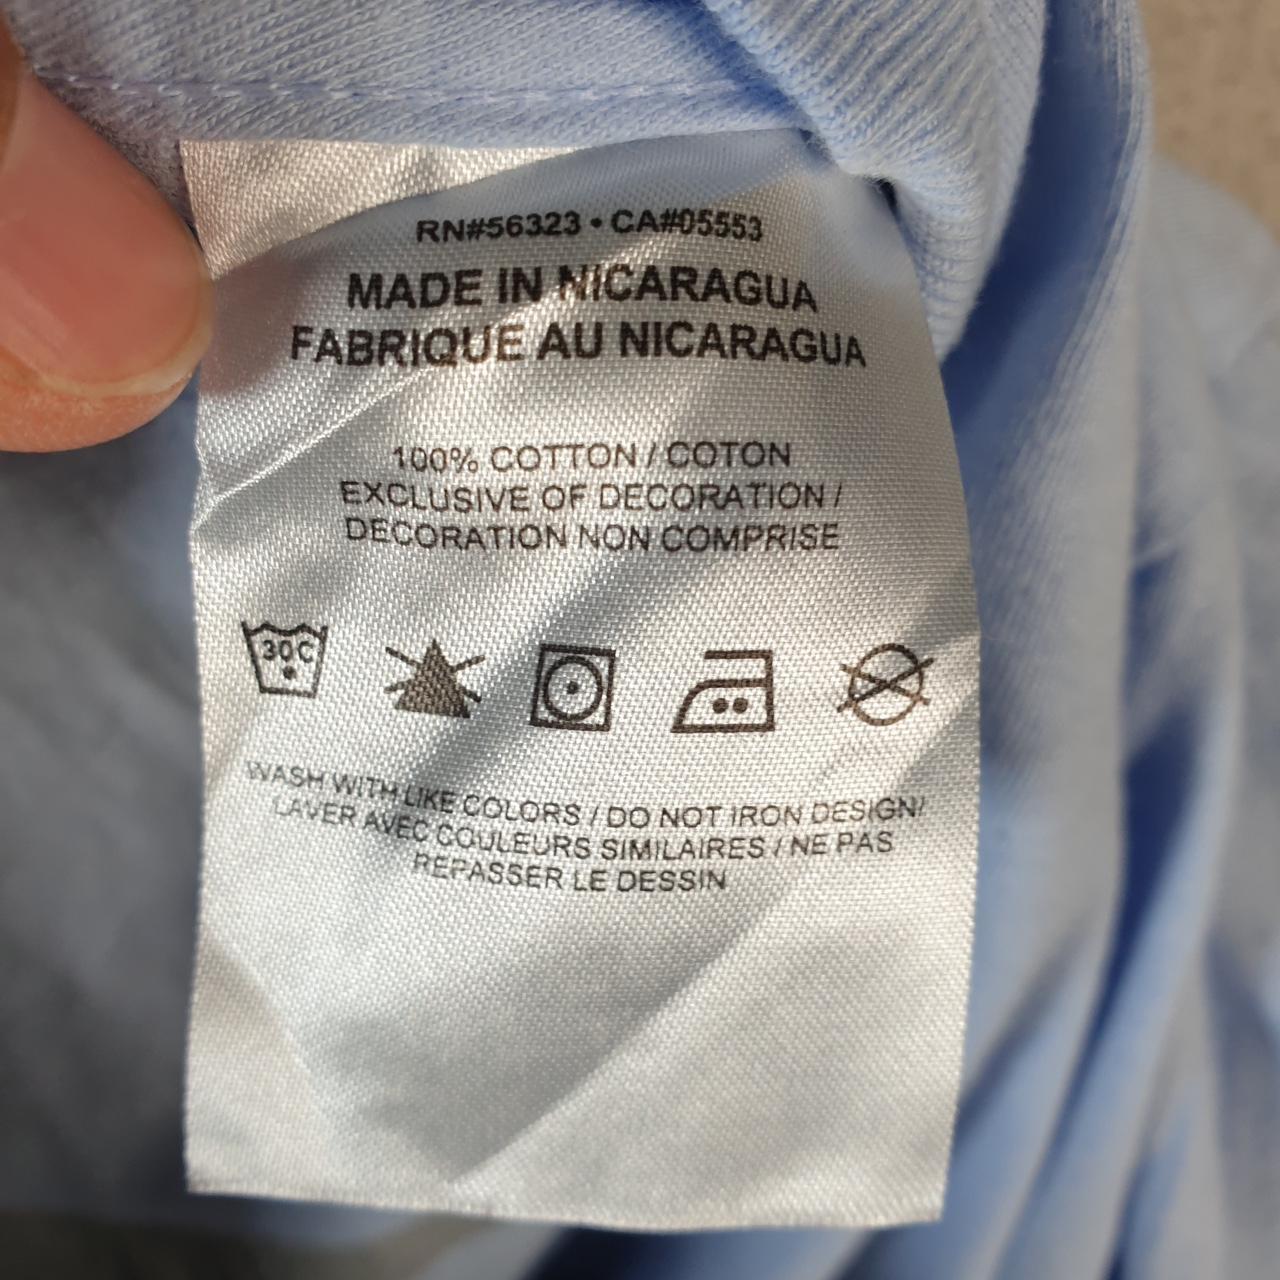 RN#56323 • CA#05553
MADE IN NICARAGUA
FABRIQUE AU NICARAGUA
100% COTTON / COTON
EXCLUSIVE OF DECORATION /
DECORATION NON COMPRISE
30C
WASH WITH LIKE COLORS / DO NOT IRON DESIGN/
LAVER AVEC COULEURS SIMILAIRES / NE PAS
REPASSER LE DESSIN